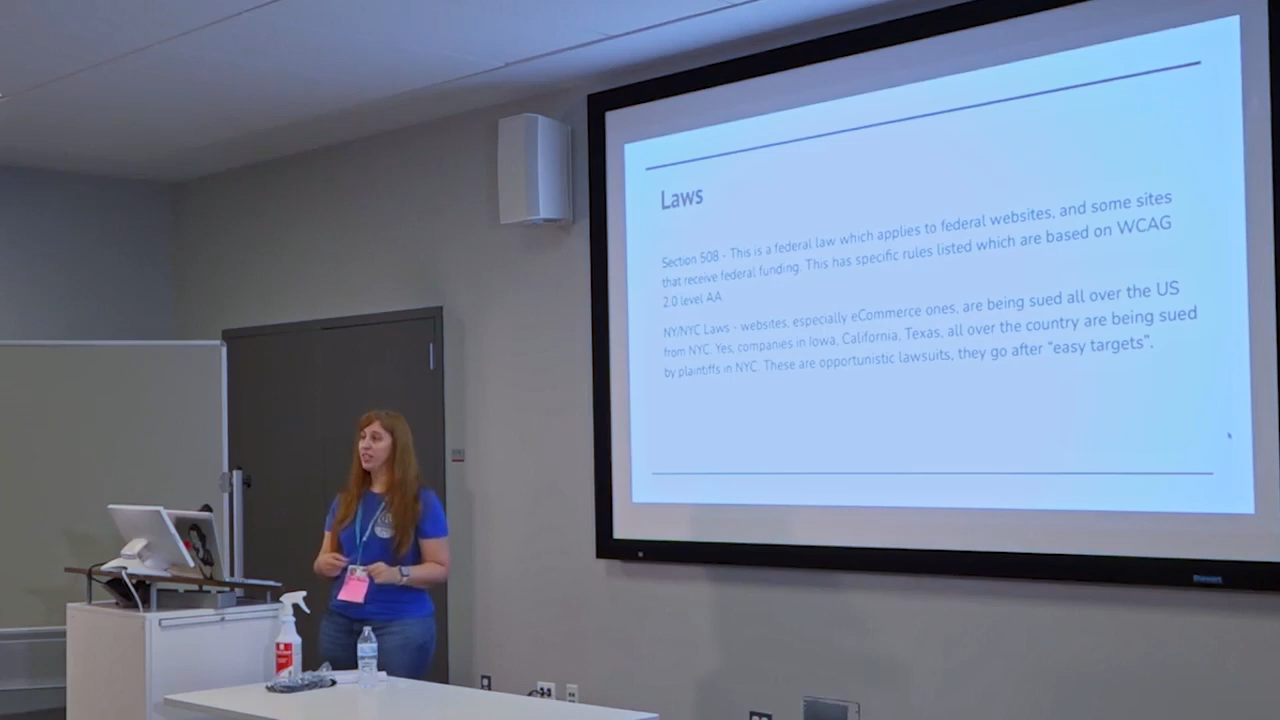 Laws
Section 508 - This is a federal law which applies to federal websites, and some sites
that receive federal funding. This has specific rules listed which are based on WCAG
2.0 level AA
NY/NYC Laws - websites, especially eCommerce ones, are being sued all over the US
from NYC. Yes, companies in Iowa, California, Texas, all over the country are being sued
by plaintiffs in NYC. These are opportunistic lawsuits, they go after “easy targets”.
Stewart